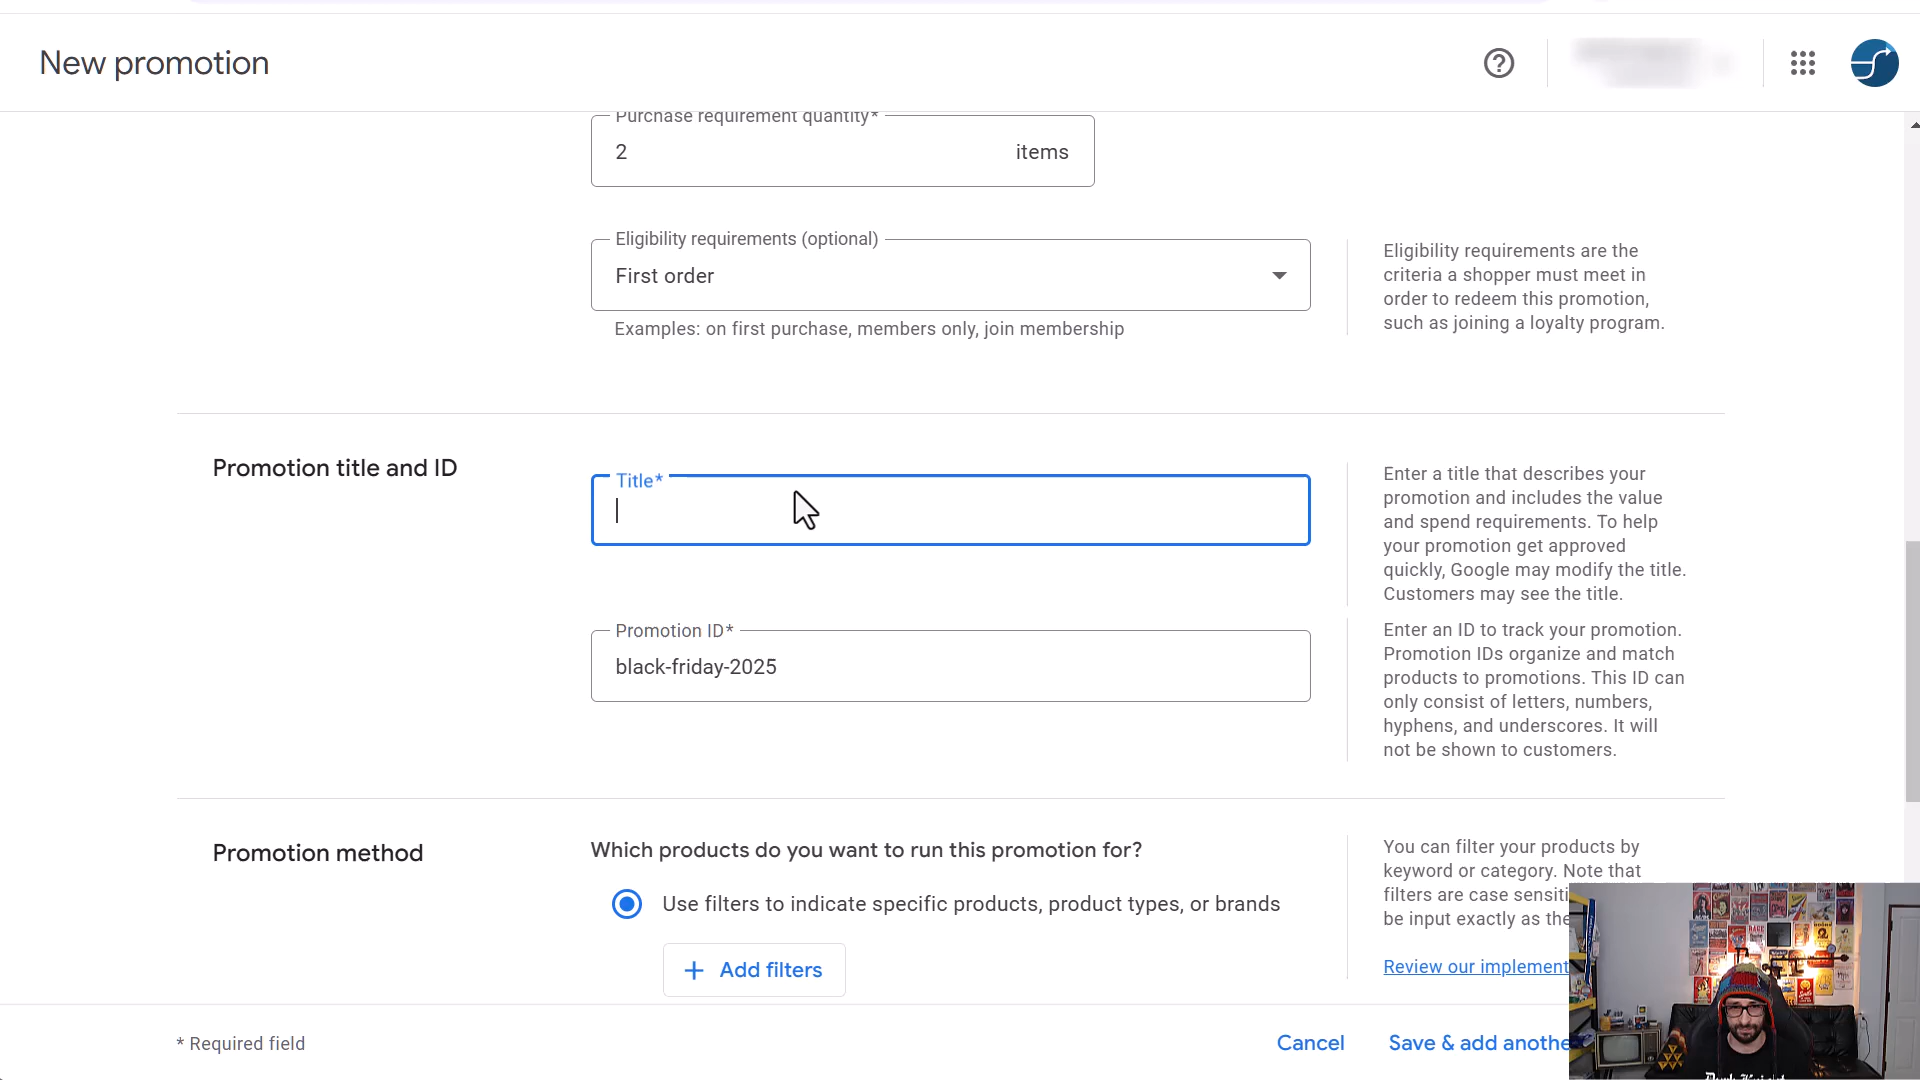 New promotion
Purchase requirement quantity*
2 items
Eligibility requirements (optional)
First order
Examples: on first purchase, members only, join membership
Eligibility requirements are the
criteria a shopper must meet in
order to redeem this promotion,
such as joining a loyalty program.
Promotion title and ID
Title*
Enter a title that describes your
promotion and includes the value
and spend requirements. To help
your promotion get approved
quickly, Google may modify the title.
Customers may see the title.
Promotion ID*
black-friday-2025
Enter an ID to track your promotion.
Promotion IDs organize and match
products to promotions. This ID can
only consist of letters, numbers,
hyphens, and underscores. It will
not be shown to customers.
Promotion method
Which products do you want to run this promotion for?
Use filters to indicate specific products, product types, or brands
+ Add filters
You can filter your products by
keyword or category. Note that
filters are case sensiti
be input exactly as the
Review our implement
* Required field
Cancel
Save & add anothe